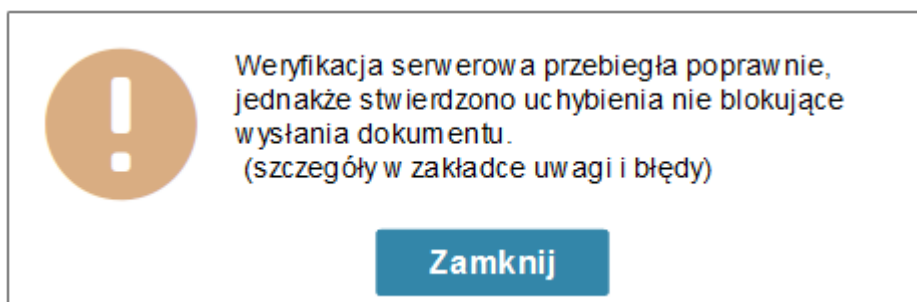 Weryfikacja serwerowa przebiegła poprawnie,
jednakże stwierdzono uchybienia nie blokujące
wysłania dokumentu.
(szczegóły w zakładce uwagi i błędy)
Zamknij